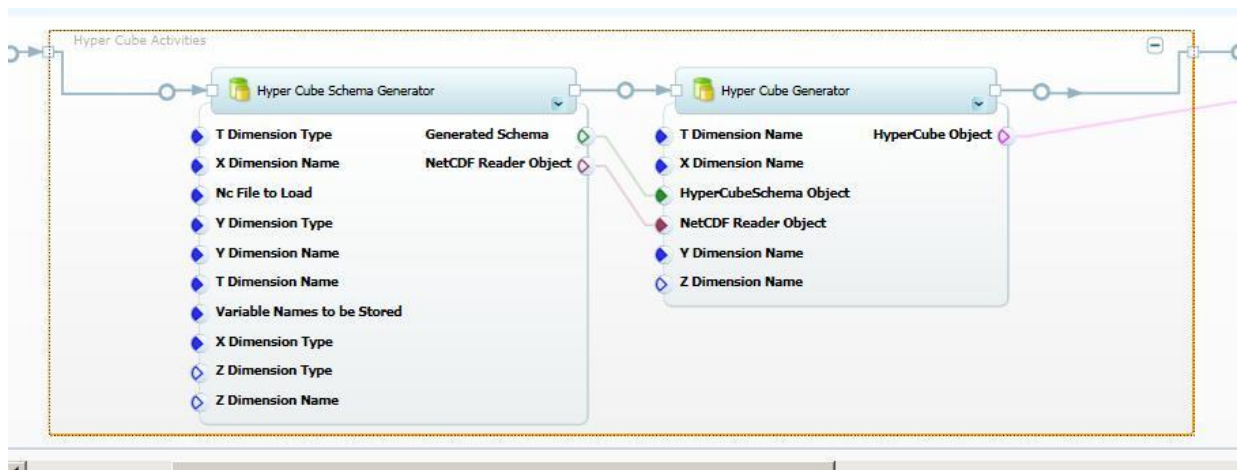 Hyper Cube Activities
Hyper Cube Schema Generator
T Dimension Type
Generated Schema
X Dimension Name
NetCDF Reader Object
Nc File to Load
Y Dimension Type
Y Dimension Name
T Dimension Name
Variable Names to be Stored
X Dimension Type
Z Dimension Type
Z Dimension Name
Hyper Cube Generator
T Dimension Name
HyperCube Object
X Dimension Name
HyperCubeSchema Object
NetCDF Reader Object
Y Dimension Name
Z Dimension Name